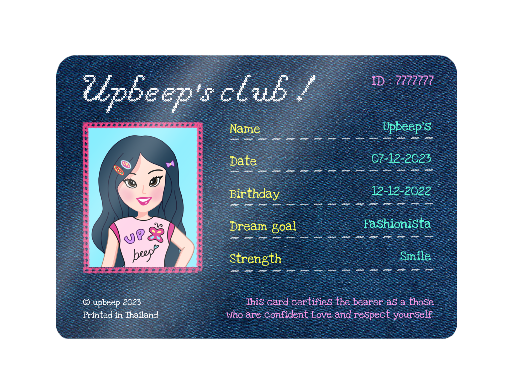 Upbeep's club !
ID : 7777777
Name Upbeep's
Date 07-12-2023
Birthday 12-12-2022
Dream goal Fashionista
Strength Smile
UP
beep
© upbeep 2023
Printed in Thailand
This card certifies the bearer as a those
who are confident Love and respect yourself